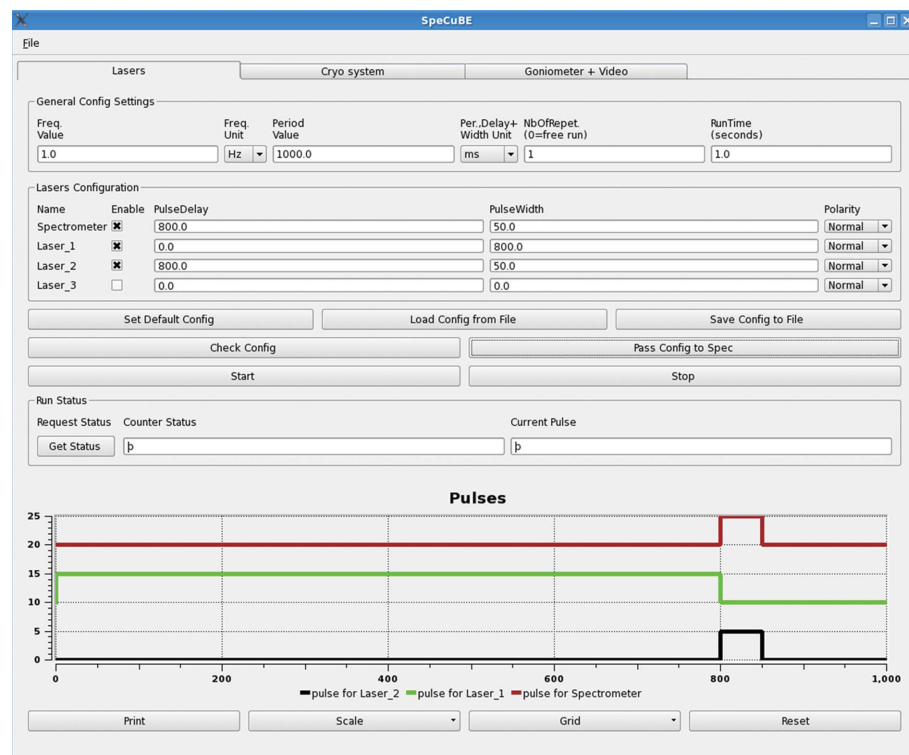 SpeCuBE
File
Lasers Cryo system Goniometer + Video
General Config Settings
Freq. Freq. Period Per.,Delay+ NbOfRepet. RunTime
Value Unit Value Width Unit (0=free run) (seconds)
1.0 Hz 1000.0 ms 1 1.0
Lasers Configuration
Name Enable PulseDelay PulseWidth Polarity
Spectrometer 800.0 50.0 Normal
Laser_1 0.0 800.0 Normal
Laser_2 800.0 50.0 Normal
Laser_3 0.0 0.0 Normal
Set Default Config Load Config from File Save Config to File
Check Config Pass Config to Spec
Start Stop
Run Status
Request Status Counter Status Current Pulse
Get Status þ þ
Pulses
25
20
15
10
5
0
0 200 400 600 800 1,000
pulse for Laser_2 pulse for Laser_1 pulse for Spectrometer
Print Scale Grid Reset